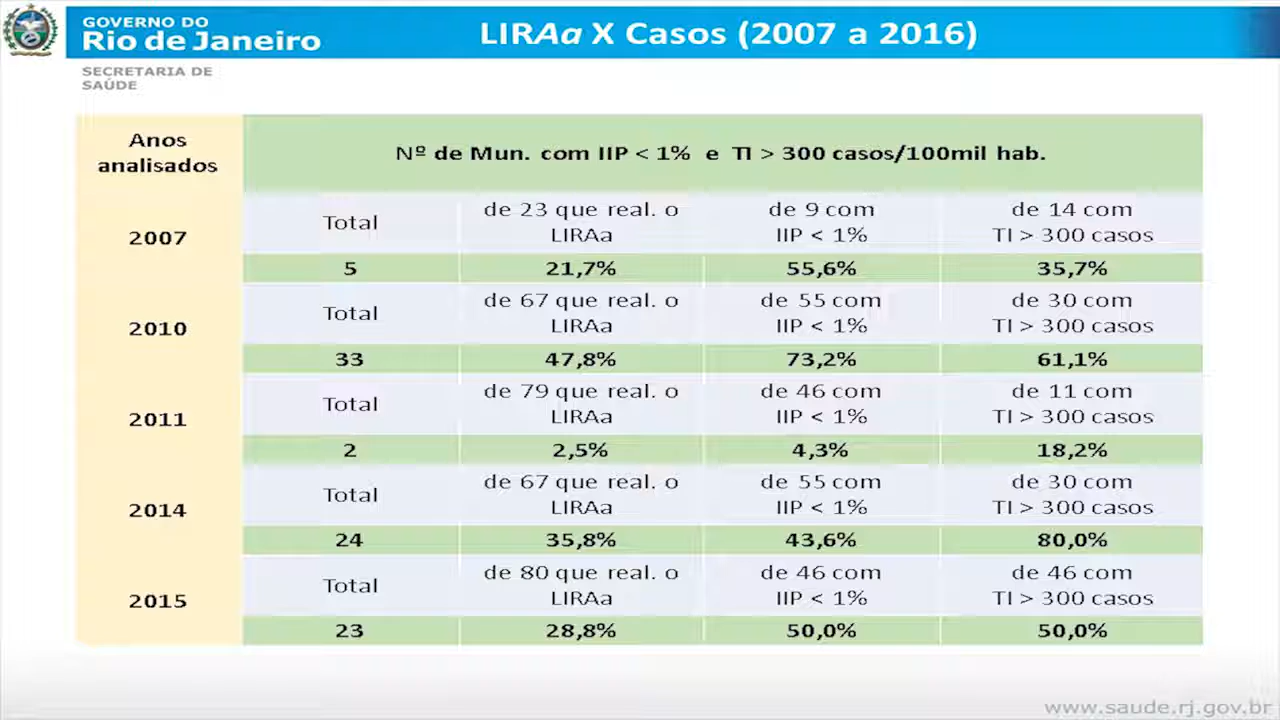 GOVERNO DO
Rio de Janeiro
SECRETARIA DE
SAÚDE
LIRAa X Casos (2007 a 2016)
Anos
analisados
Nº de Mun. com IIP < 1% e TI > 300 casos/100mil hab.
2007
Total
de 23 que real. o
LIRAa
de 9 com
IIP < 1%
de 14 com
TI > 300 casos
5
21,7%
55,6%
35,7%
2010
Total
de 67 que real. o
LIRAa
de 55 com
IIP < 1%
de 30 com
TI > 300 casos
33
47,8%
73,2%
61,1%
2011
Total
de 79 que real. o
LIRAa
de 46 com
IIP < 1%
de 11 com
TI > 300 casos
2
2,5%
4,3%
18,2%
2014
Total
de 67 que real. o
LIRAa
de 55 com
IIP < 1%
de 30 com
TI > 300 casos
24
35,8%
43,6%
80,0%
2015
Total
de 80 que real. o
LIRAa
de 46 com
IIP < 1%
de 46 com
TI > 300 casos
23
28,8%
50,0%
50,0%
www.saude.rj.gov.br